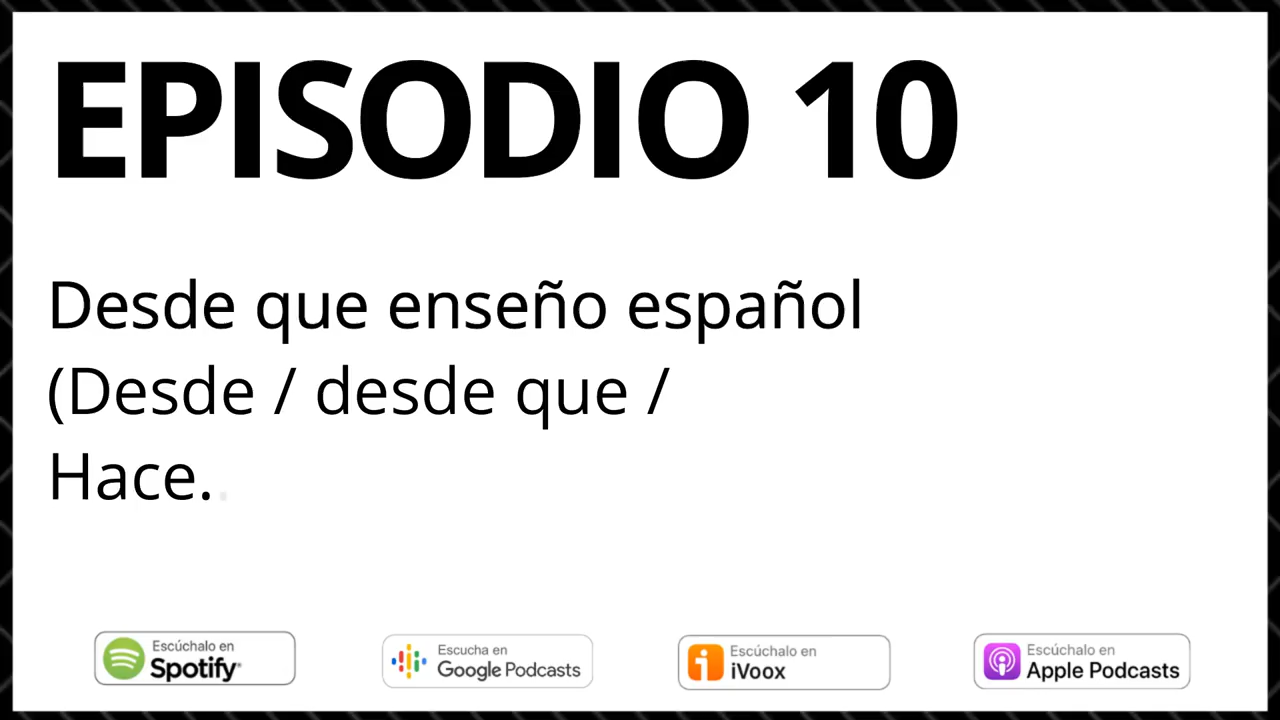 EPISODIO 10
Desde que enseño español
(Desde / desde que /
Hace..
Escúchalo en
Spotify
Escucha en
Google Podcasts
Escúchalo en
iVoox
Escúchalo en
Apple Podcasts